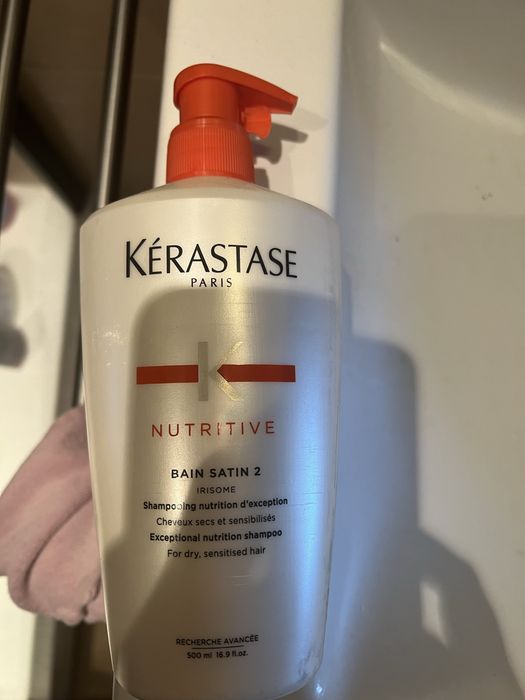 KÉRASTASE
PARIS
K
NUTRITIVE
BAIN SATIN 2
IRISOME
Shampooing nutrition d'exception
Cheveux secs et sensibilisés
Exceptional nutrition shampoo
For dry, sensitised hair
RECHERCHE AVANCÉE
500 ml 16.9 fl.oz.